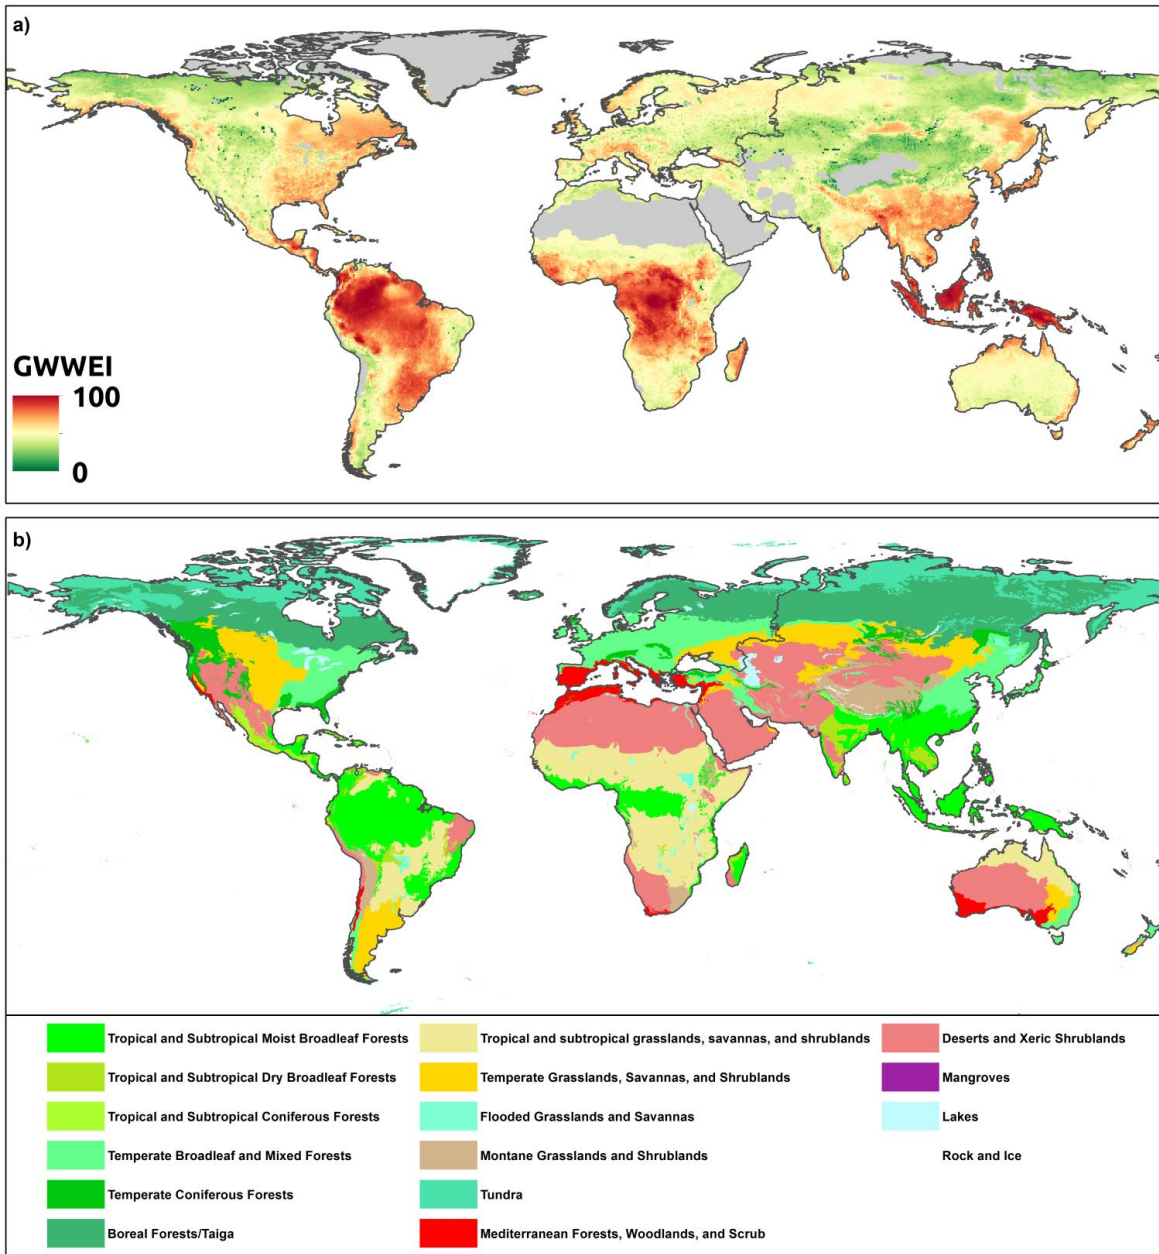 a)
GWWEI
100
0
b)
Tropical and Subtropical Moist Broadleaf Forests
Tropical and subtropical grasslands, savannas, and shrublands
Deserts and Xeric Shrublands
Tropical and Subtropical Dry Broadleaf Forests
Temperate Grasslands, Savannas, and Shrublands
Mangroves
Tropical and Subtropical Coniferous Forests
Flooded Grasslands and Savannas
Lakes
Temperate Broadleaf and Mixed Forests
Montane Grasslands and Shrublands
Rock and Ice
Temperate Coniferous Forests
Tundra
Boreal Forests/Taiga
Mediterranean Forests, Woodlands, and Scrub